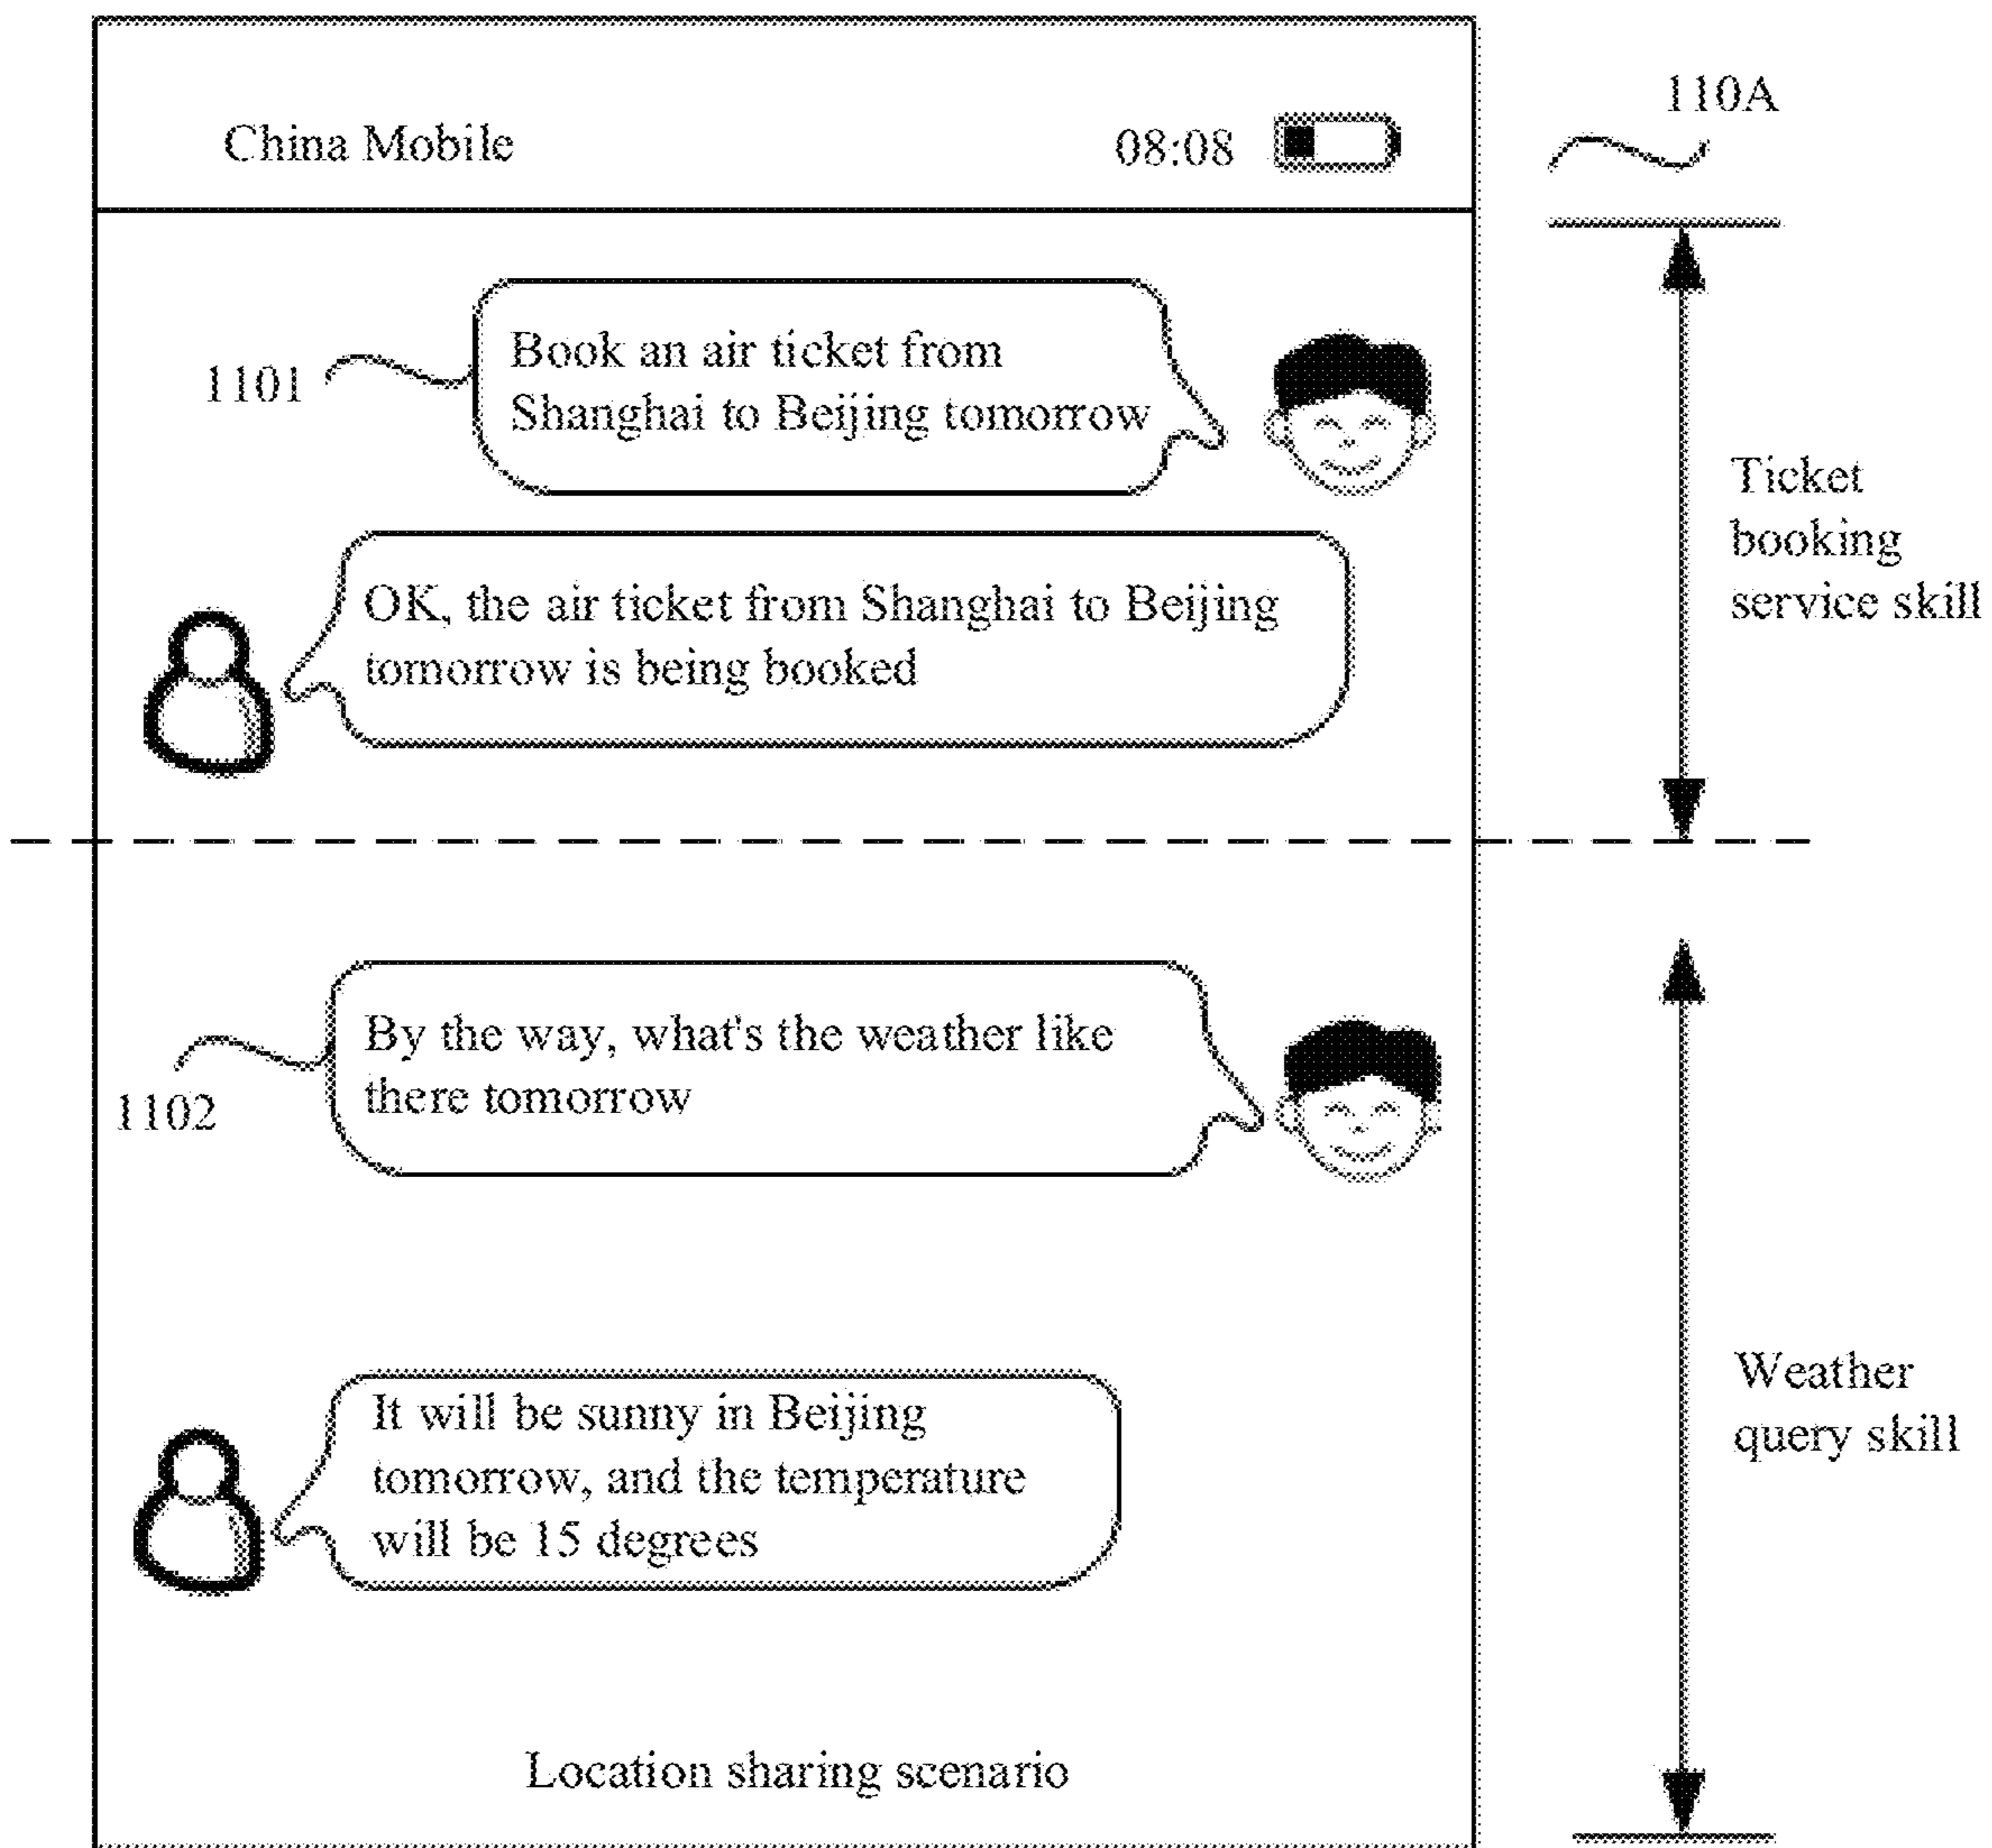 China Mobile
08:08
110A
1101
Book an air ticket from
Shanghai to Beijing tomorrow
OK, the air ticket from Shanghai to Beijing
tomorrow is being booked
Ticket
booking
service skill
1102
By the way, what's the weather like
there tomorrow
It will be sunny in Beijing
tomorrow, and the temperature
will be 15 degrees
Weather
query skill
Location sharing scenario